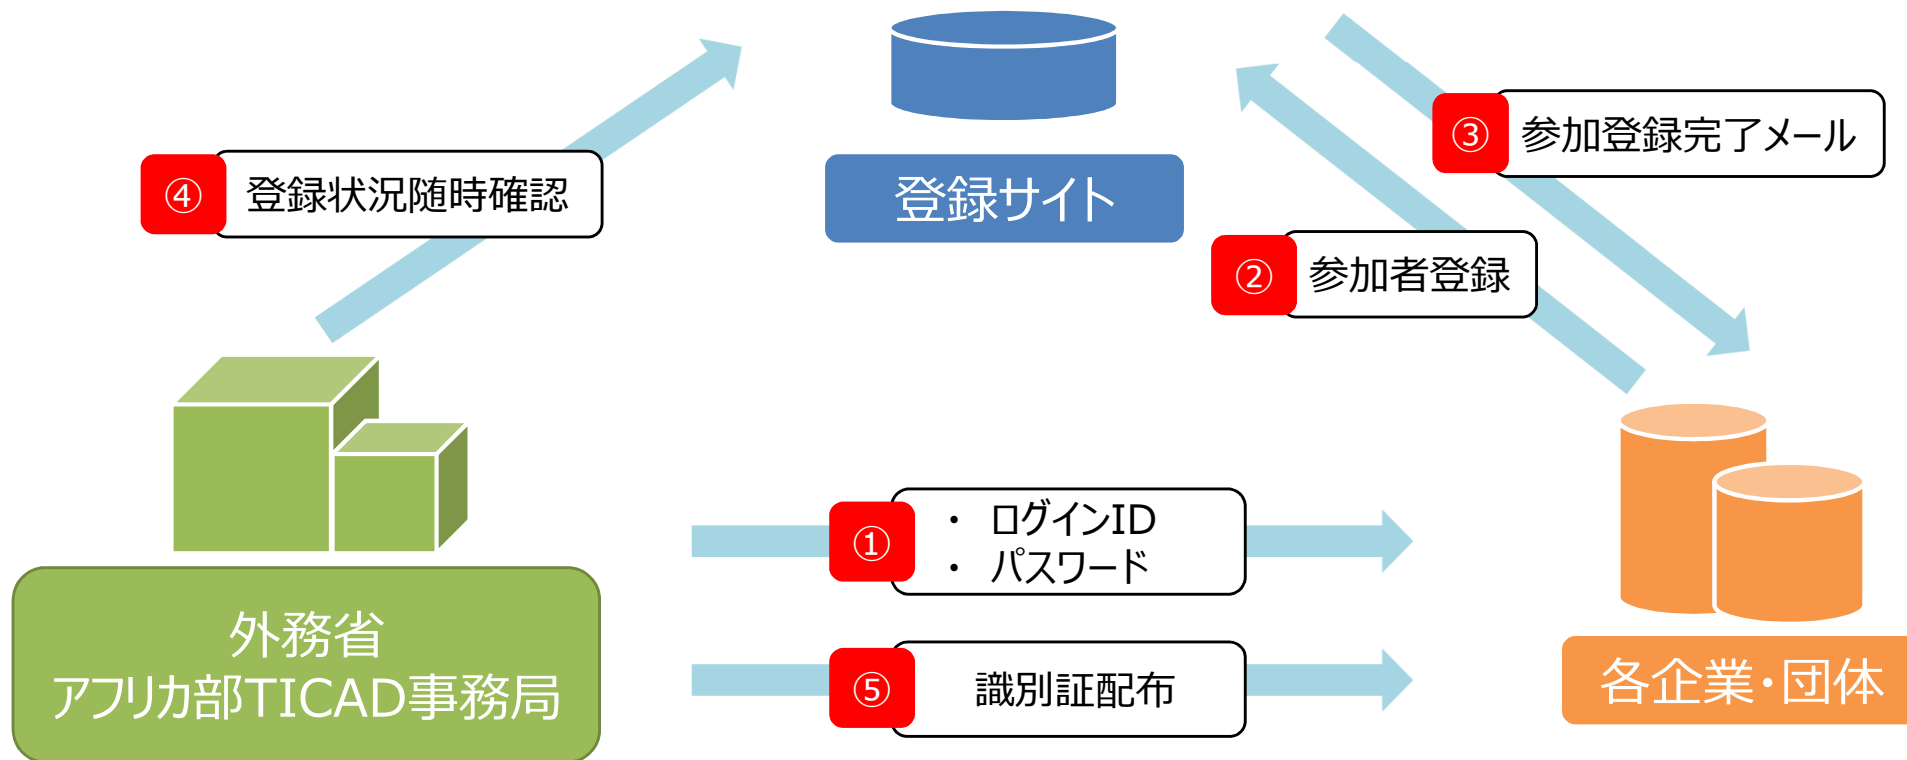 ③ 参加登録完了メール
④ 登録状況随時確認
登録サイト
② 参加者登録
① ・ ログインID
・ パスワード
外務省
アフリカ部TICAD事務局
⑤ 識別証配布
各企業・団体